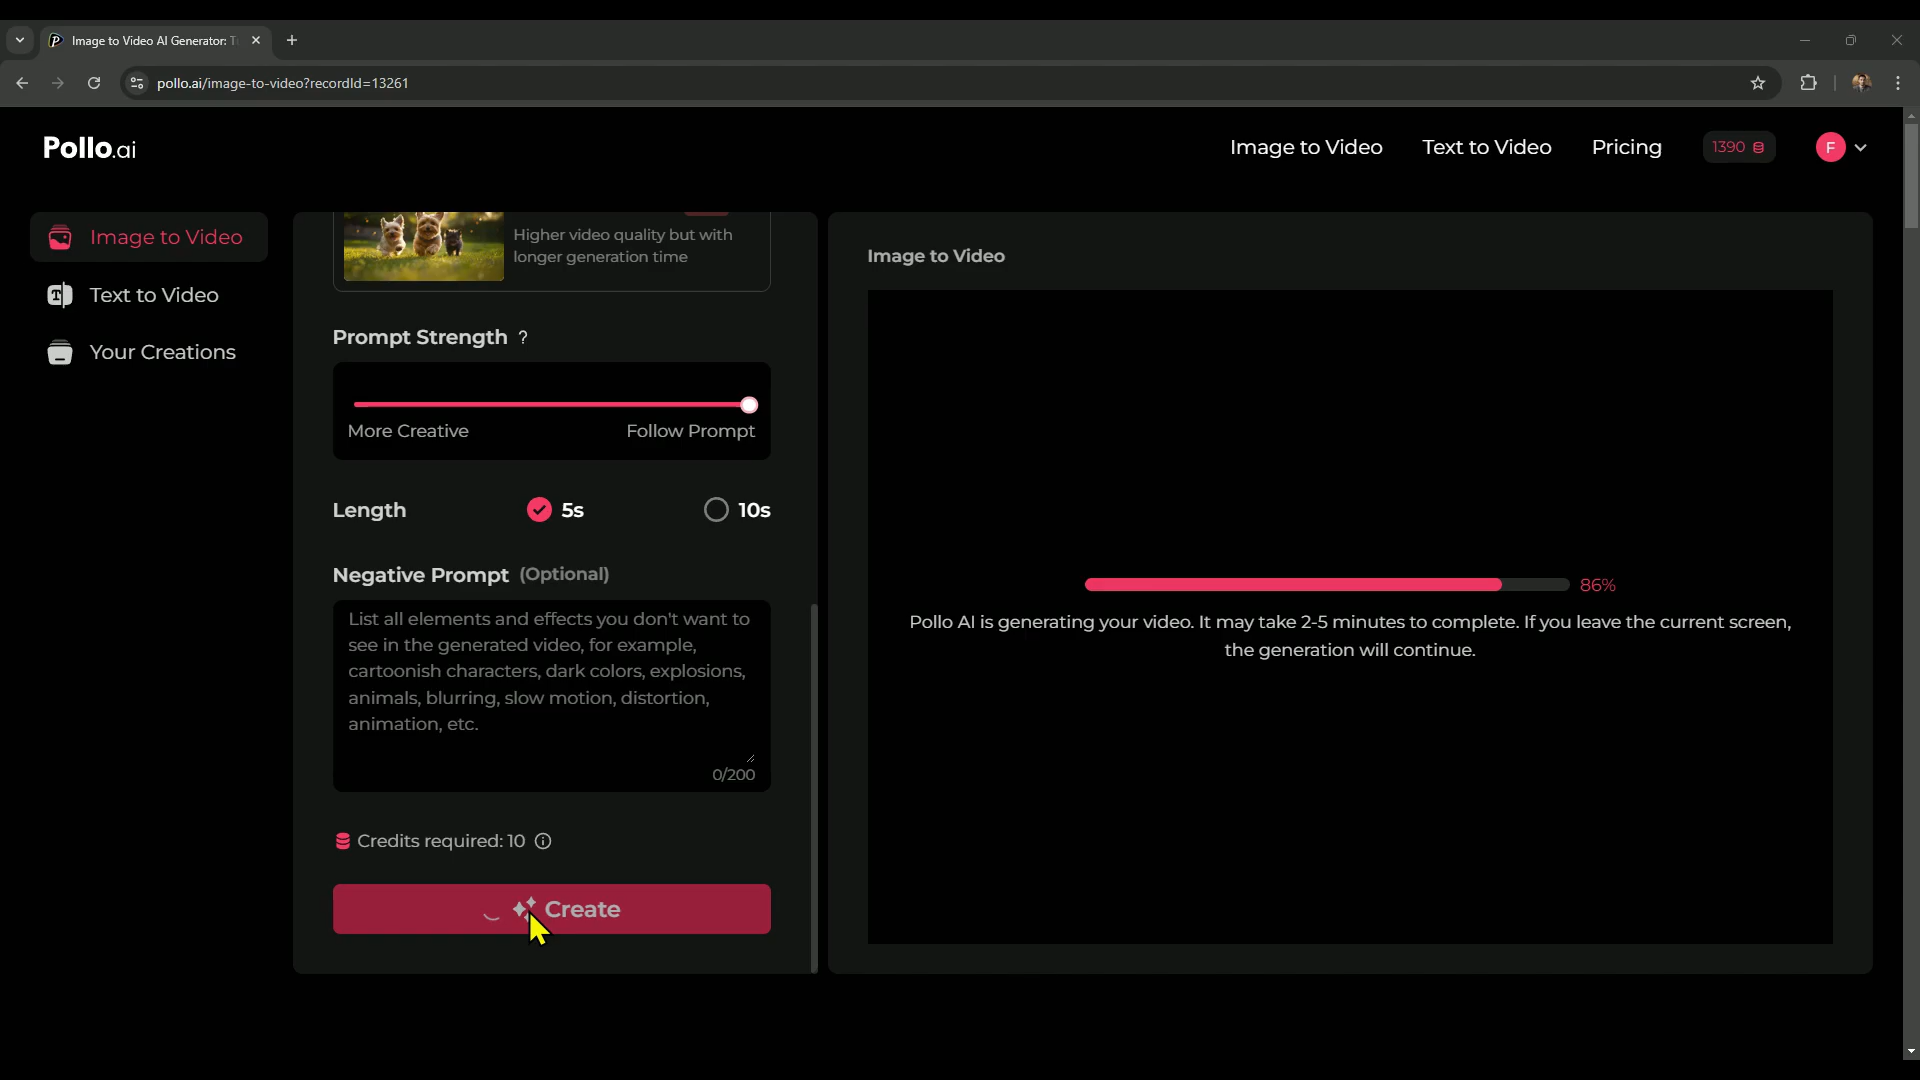 Image to Video AI Generator: T
pollo.ai/image-to-video?recordId=13261
Pollo.ai
Image to Video
Text to Video
Pricing
1390
F
Image to Video
Text to Video
Your Creations
Higher video quality but with
longer generation time
Prompt Strength ?
More Creative
Follow Prompt
Length
5s
10s
Negative Prompt (Optional)
List all elements and effects you don't want to
see in the generated video, for example,
cartoonish characters, dark colors, explosions,
animals, blurring, slow motion, distortion,
animation, etc.
0/200
Credits required: 10
Create
Image to Video
86%
Pollo AI is generating your video. It may take 2-5 minutes to complete. If you leave the current screen,
the generation will continue.